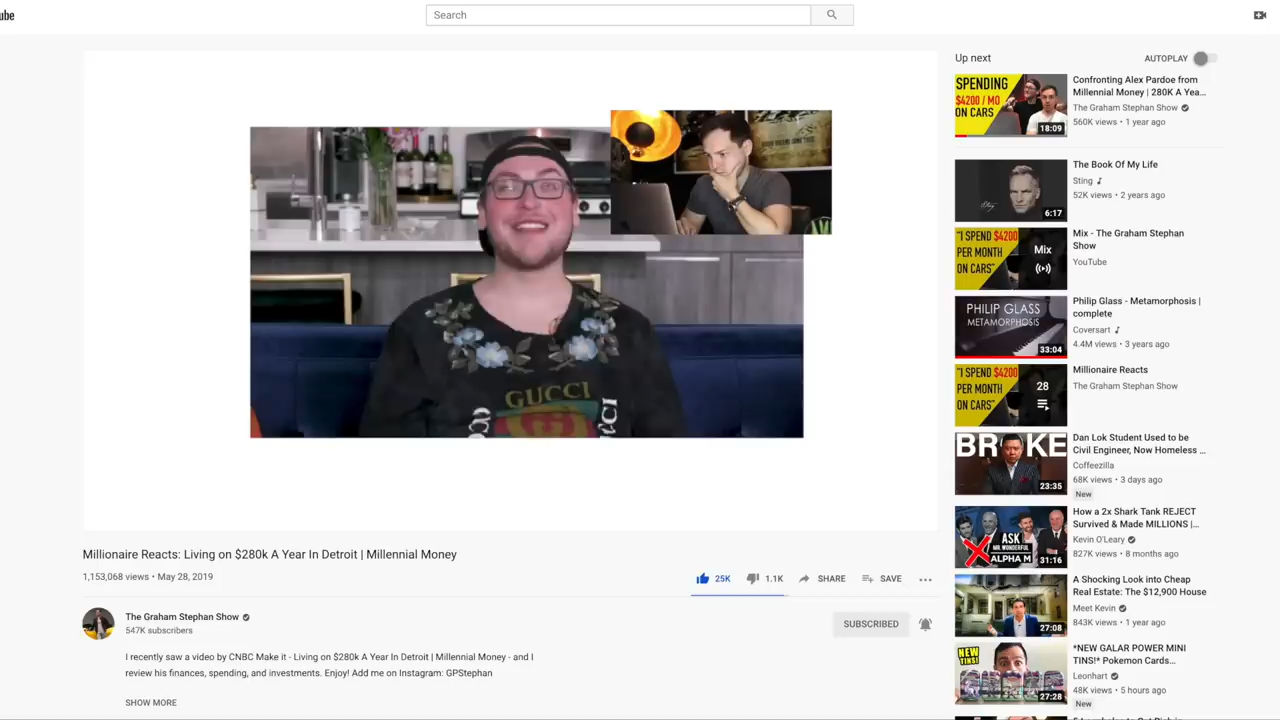 ube
Search
Up next
AUTOPLAY
SPENDING
$4200 / MO
ON CARS
18:09
Confronting Alex Pardoe from
Millennial Money | 280K A Yea...
The Graham Stephan Show
560K views • 1 year ago
6:17
The Book Of My Life
Sting
52K views • 2 years ago
"I SPEND $4200
PER MONTH
ON CARS"
Mix
Mix - The Graham Stephan
Show
YouTube
PHILIP GLASS
METAMORPHOSIS
33:04
Philip Glass - Metamorphosis |
complete
Coversart
4.4M views • 3 years ago
"I SPEND $4200
PER MONTH
ON CARS"
28
Millionaire Reacts
The Graham Stephan Show
BROKE
23:35
Dan Lok Student Used to be
Civil Engineer, Now Homeless ...
Coffeezilla
68K views • 3 days ago
New
ASK
MR. WONDERFUL
ALPHA M
31:16
How a 2x Shark Tank REJECT
Survived & Made MILLIONS |...
Kevin O'Leary
827K views • 8 months ago
27:08
A Shocking Look into Cheap
Real Estate: The $12,900 House
Meet Kevin
843K views • 1 year ago
NEW
TINS!
27:28
*NEW GALAR POWER MINI
TINS!* Pokemon Cards...
Leonhart
48K views • 5 hours ago
New
GUCCI
Millionaire Reacts: Living on $280k A Year In Detroit | Millennial Money
1,153,068 views • May 28, 2019
25K
1.1K
SHARE
SAVE
The Graham Stephan Show
547K subscribers
SUBSCRIBED
I recently saw a video by CNBC Make it - Living on $280k A Year In Detroit | Millennial Money - and I
review his finances, spending, and investments. Enjoy! Add me on Instagram: GPStephan
SHOW MORE